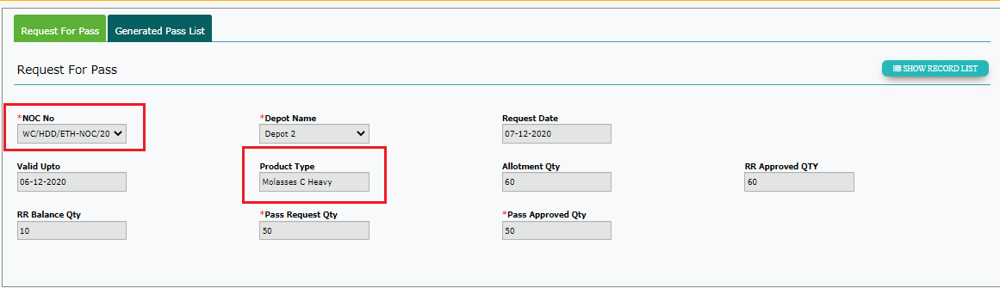 Request For Pass Generated Pass List
Request For Pass SHOW RECORD LIST
*NOC No *Depot Name Request Date
WC/HDD/ETH-NOC/20 Depot 2 07-12-2020
Valid Upto Product Type Allotment Qty RR Approved QTY
06-12-2020 Molasses C Heavy 60 60
RR Balance Qty *Pass Request Qty *Pass Approved Qty
10 50 50